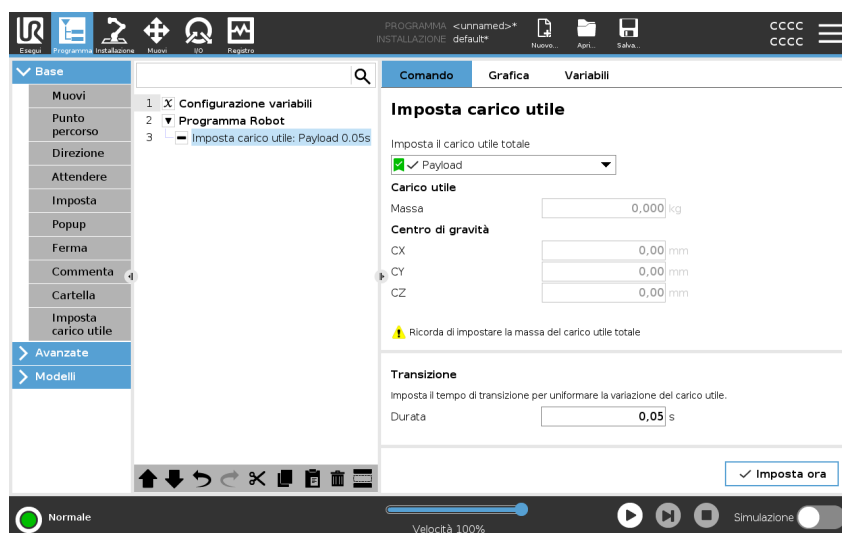 PROGRAMMA <unnamed>*
INSTALLAZIONE default*
CCCC
CCCC
UR
Esegui
Programma
Installazione
Muovi
I/O
Registro
Nuovo...
Apri...
Salva...
Base
Muovi
Punto
percorso
Direzione
Attendere
Imposta
Popup
Ferma
Commenta
Cartella
Imposta
carico utile
Avanzate
Modelli
1 X Configurazione variabili
2 Programma Robot
3 Imposta carico utile: Payload 0.05s
Comando Grafica Variabili
Imposta carico utile
Imposta il carico utile totale
Payload
Carico utile
Massa 0,000 kg
Centro di gravità
CX 0,00 mm
CY 0,00 mm
CZ 0,00 mm
Ricorda di impostare la massa del carico utile totale
Transizione
Imposta il tempo di transizione per uniformare la variazione del carico utile.
Durata 0,05 s
Imposta ora
Normale
Velocità 100%
Simulazione